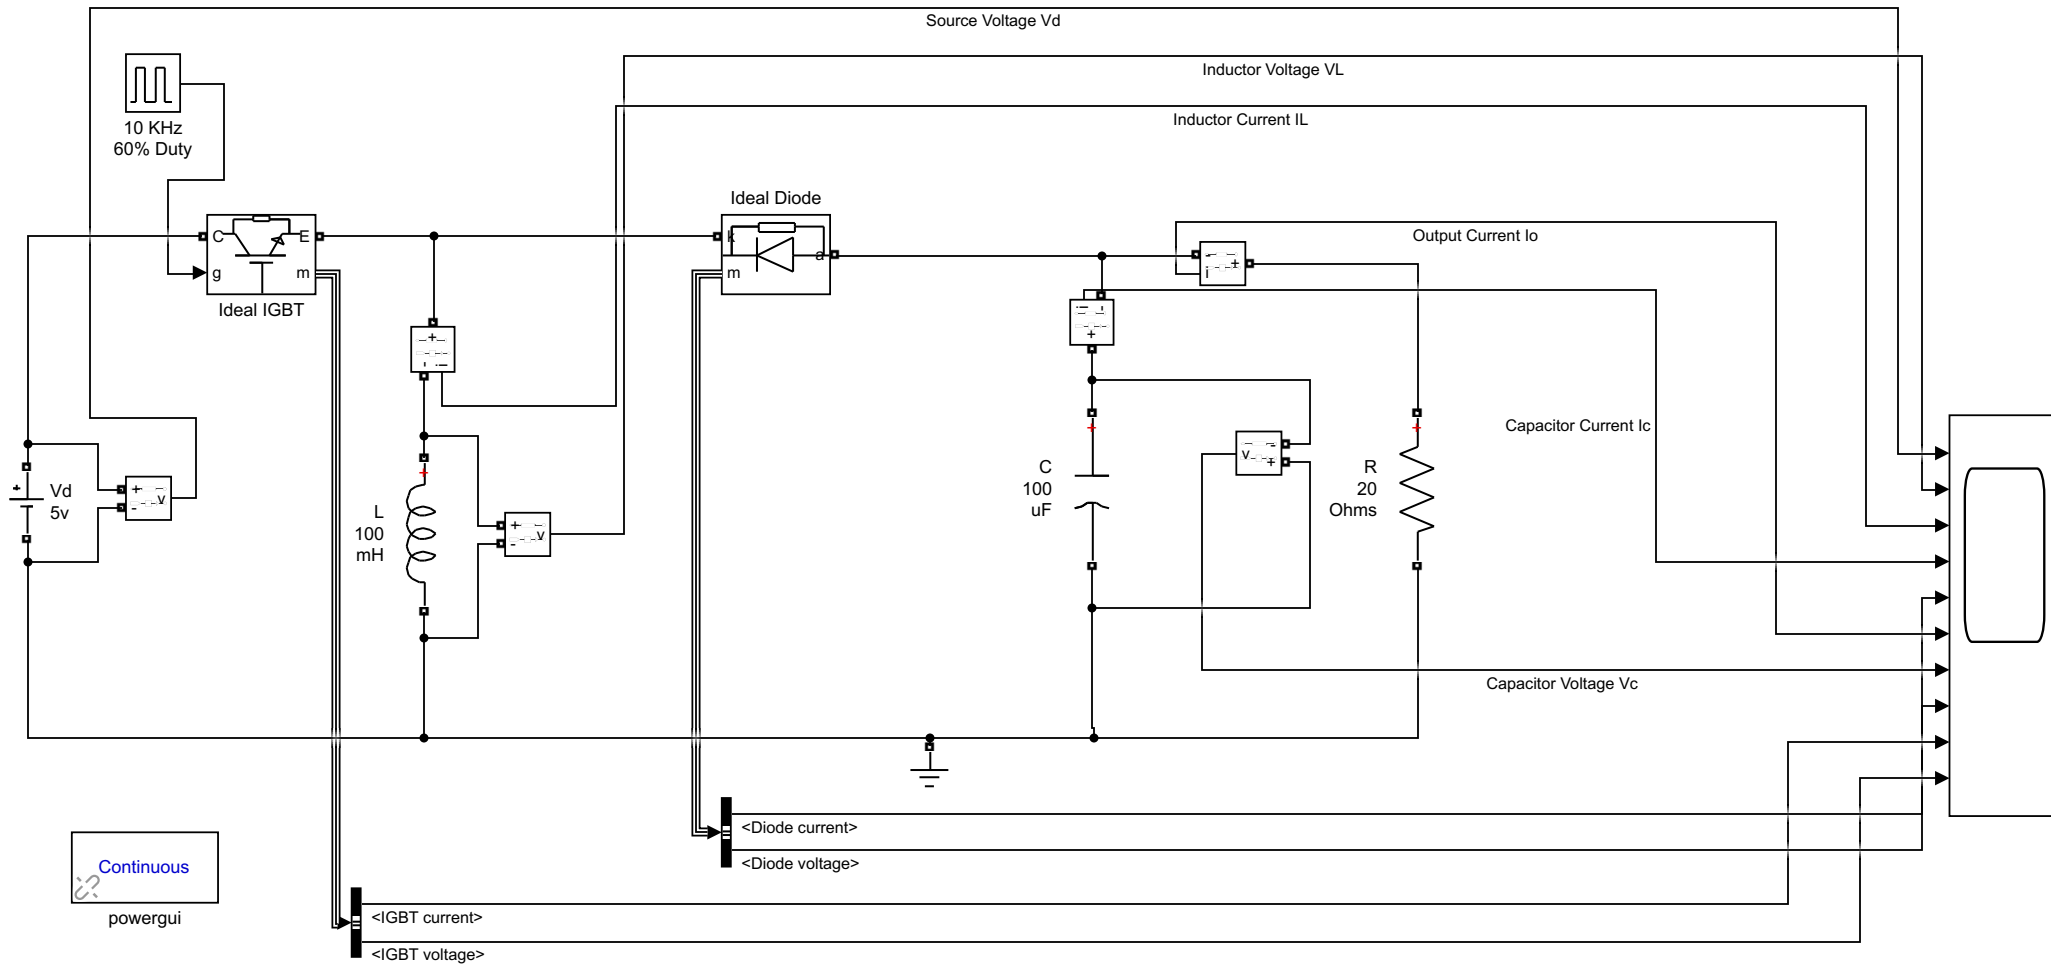 Source Voltage Vd
Inductor Voltage VL
Inductor Current IL
10 KHz
60% Duty
Ideal Diode
Output Current Io
C
E
g
m
Ideal IGBT
k
a
m
-
+
i
i
-
+
+
-
i
Capacitor Current Ic
+
Vd
5v
+
-
v
+
L
100
mH
+
-
v
+
C
100
uF
v
-
+
+
R
20
Ohms
Capacitor Voltage Vc
<Diode current>
<Diode voltage>
Continuous
powergui
<IGBT current>
<IGBT voltage>